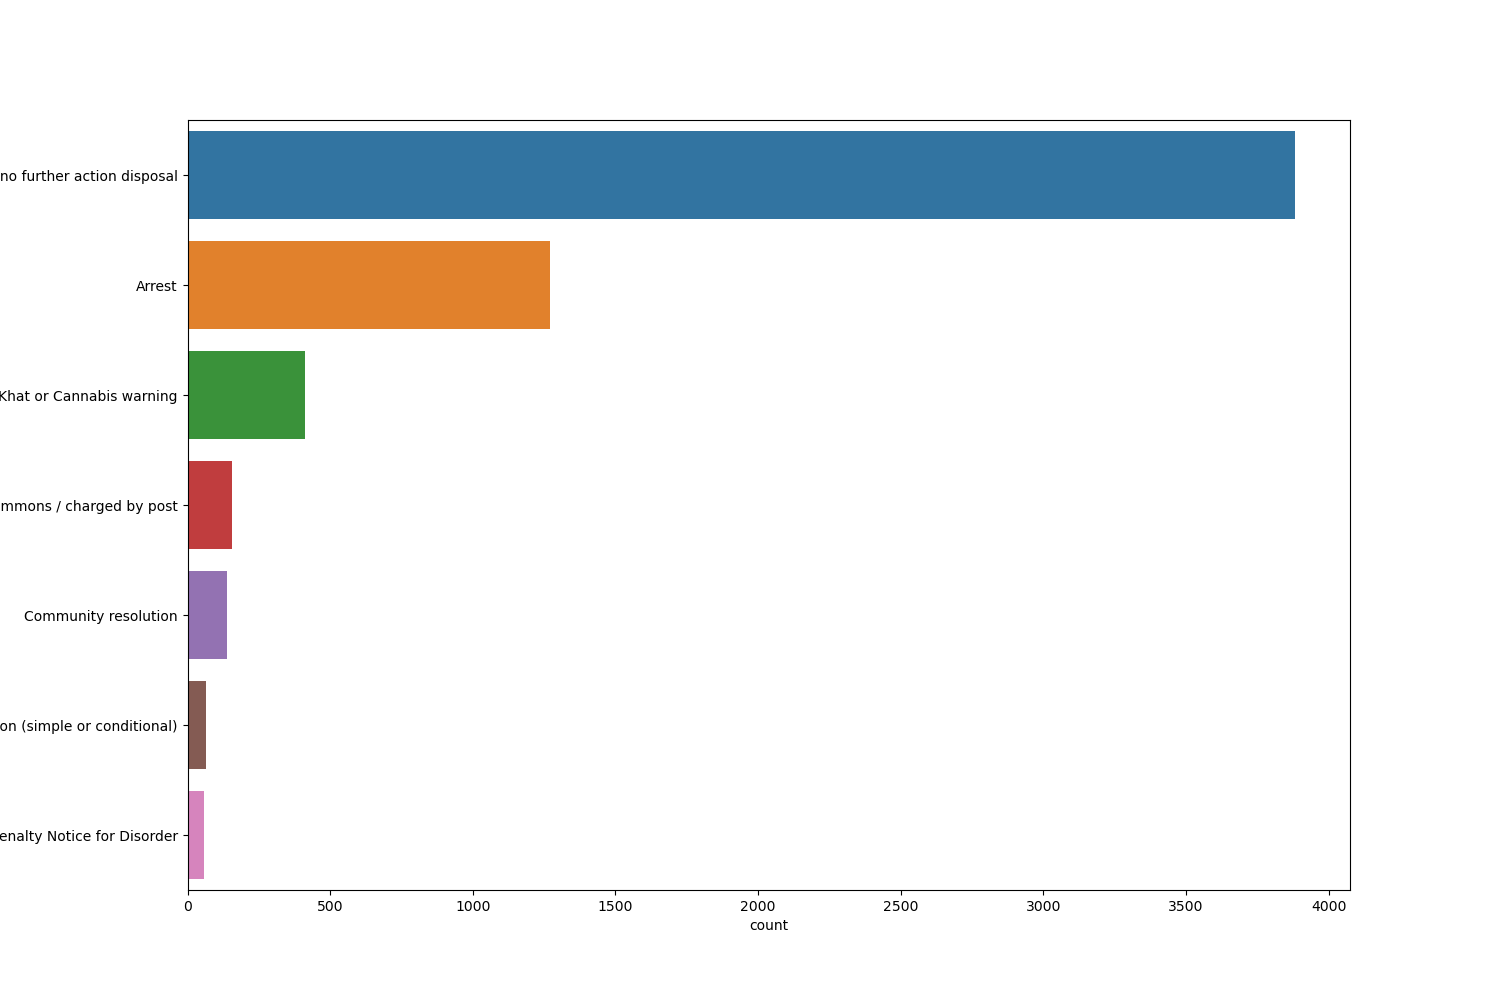 no further action disposal
Arrest
Khat or Cannabis warning
mmons / charged by post
Community resolution
on (simple or conditional)
enalty Notice for Disorder
0 500 1000 1500 2000 2500 3000 3500 4000
count